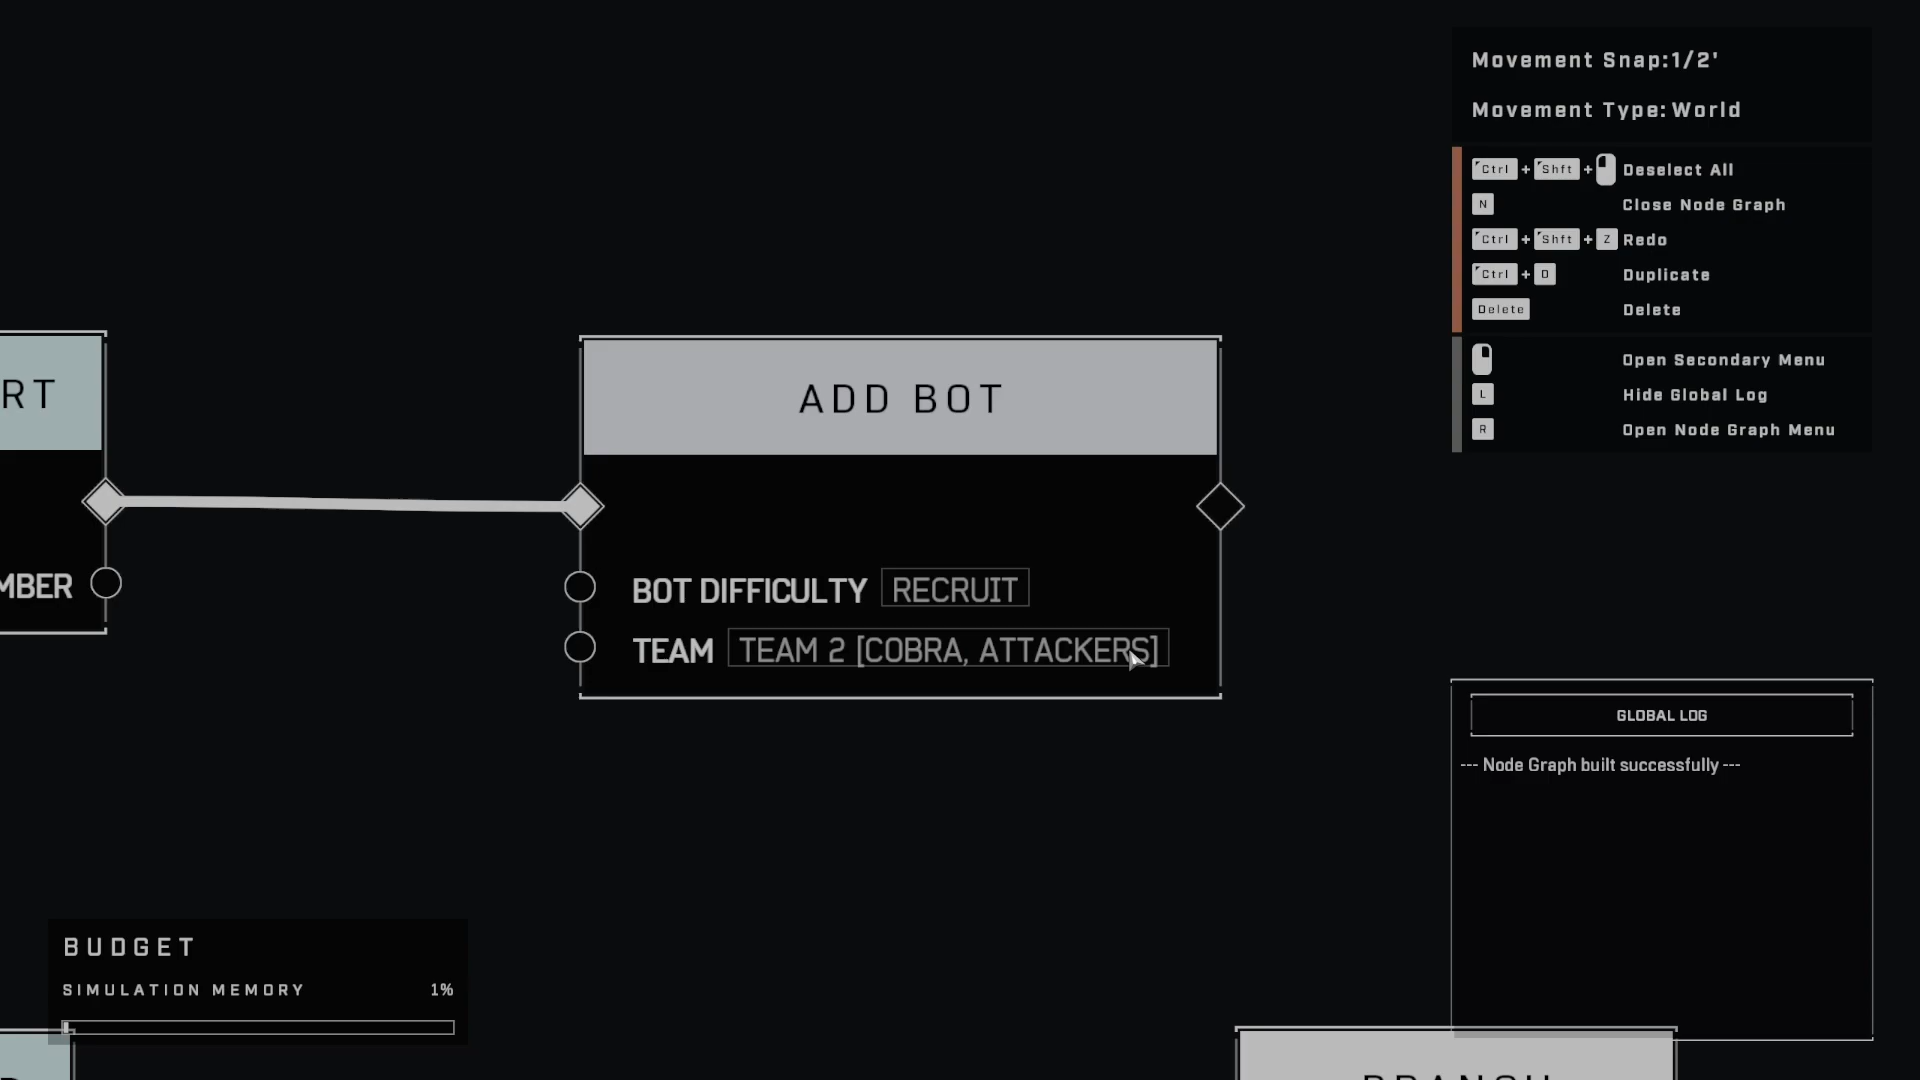 Movement Snap:1/2'
Movement Type:World
Ctrl + Shft + Deselect All
N Close Node Graph
Ctrl + Shft + Z Redo
Ctrl + D Duplicate
Delete Delete
Open Secondary Menu
L Hide Global Log
R Open Node Graph Menu
RT
ADD BOT
MBER
BOT DIFFICULTY RECRUIT
TEAM TEAM 2 [COBRA, ATTACKERS]
GLOBAL LOG
--- Node Graph built successfully ---
BUDGET
SIMULATION MEMORY 1%
BRANCH